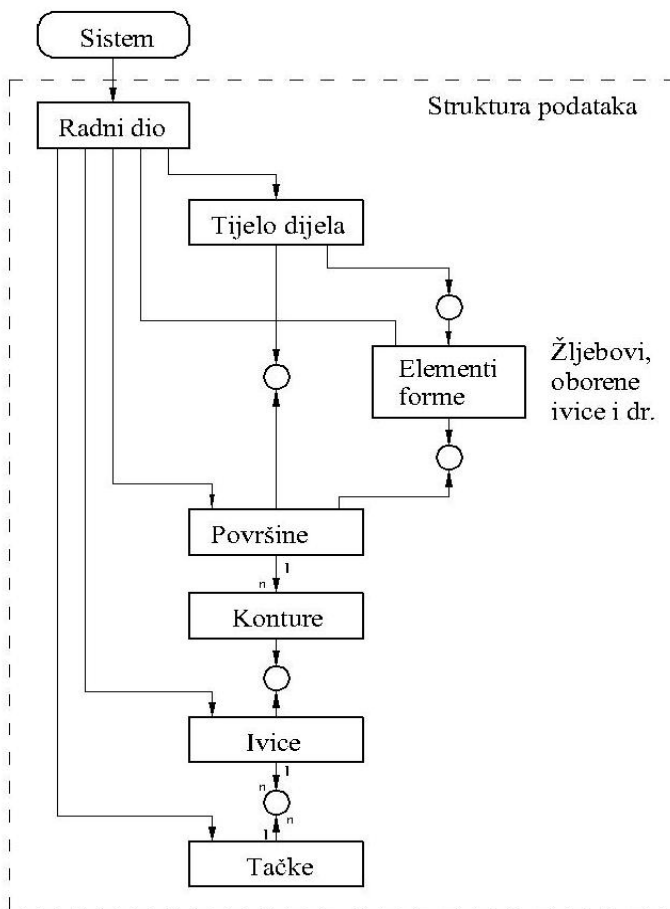 Sistem
Struktura podataka
Radni dio
Tijelo dijela
Elementi
forme
Žljebovi,
oborene
ivice i dr.
Površine
1
n
Konture
Ivice
1
n
n
1
Tačke